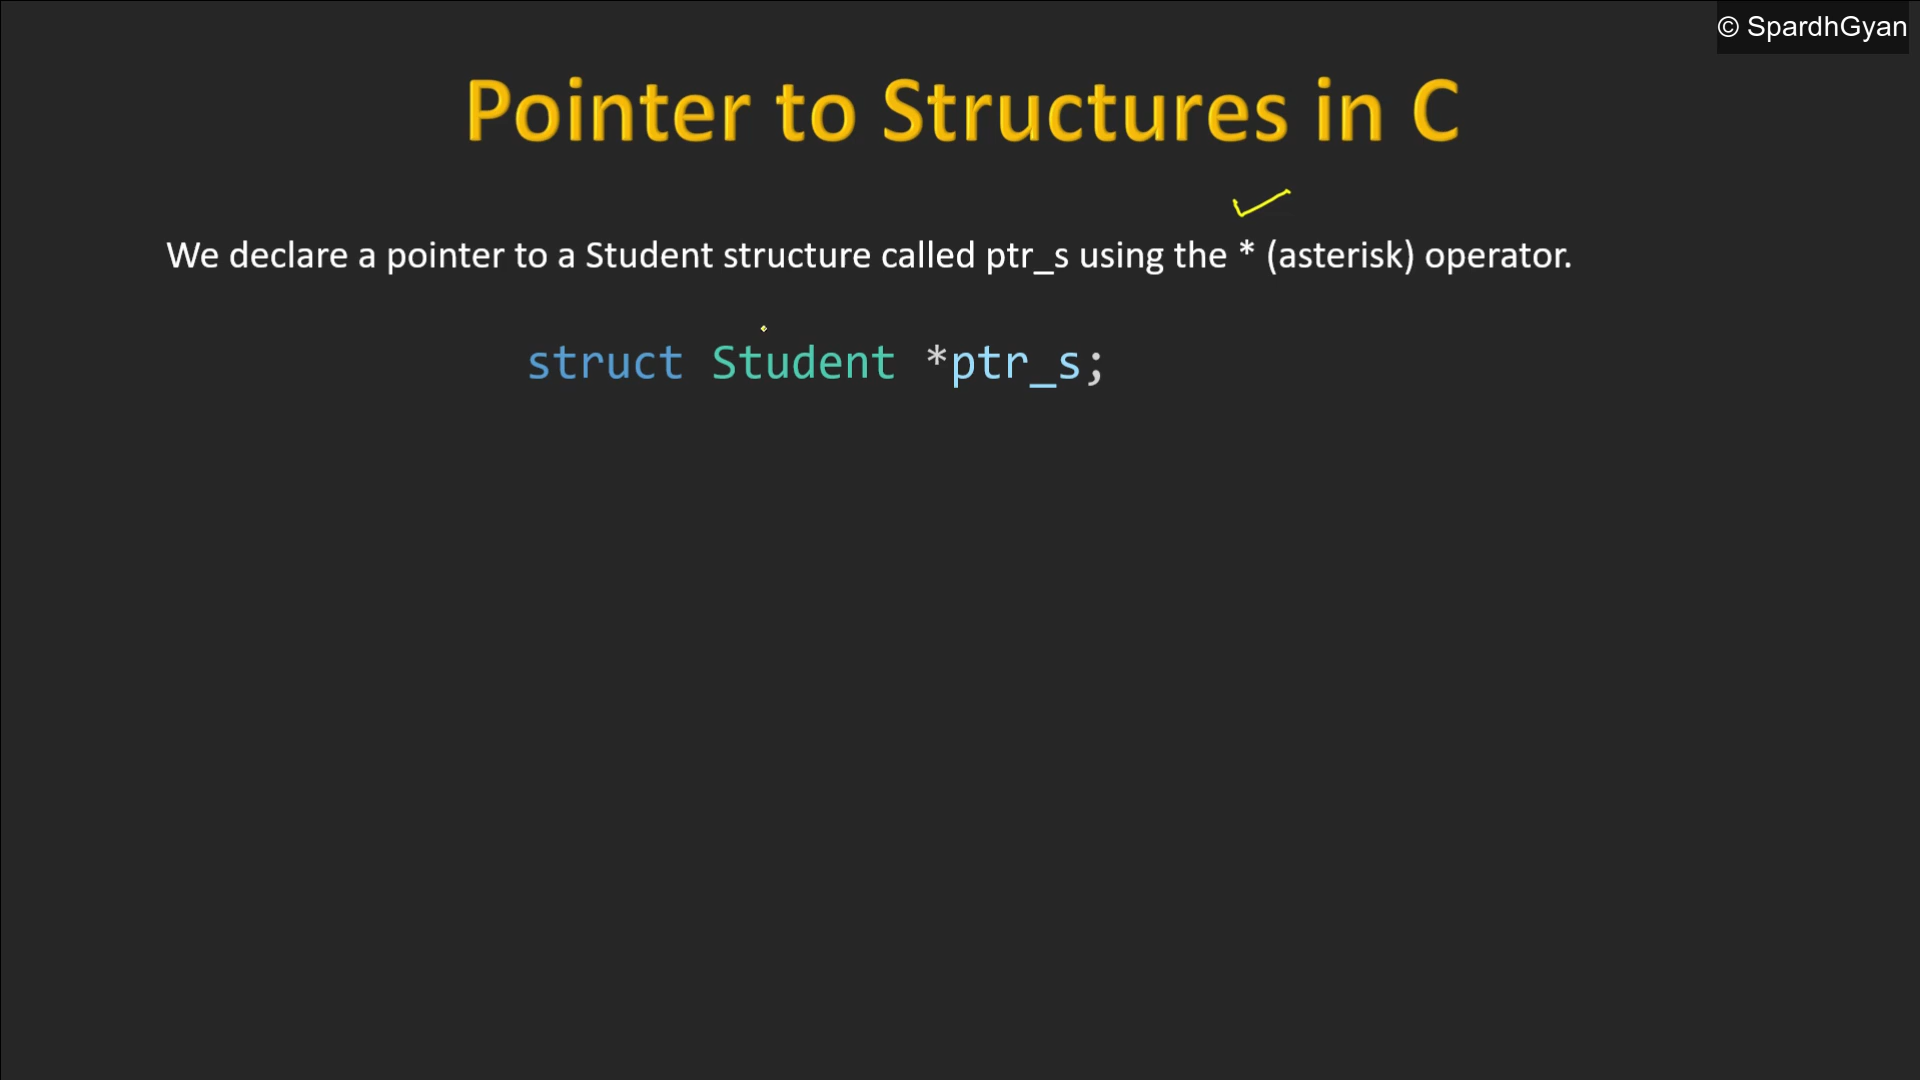 © SpardhGyan
Pointer to Structures in C
We declare a pointer to a Student structure called ptr_s using the * (asterisk) operator.
struct Student *ptr_s;